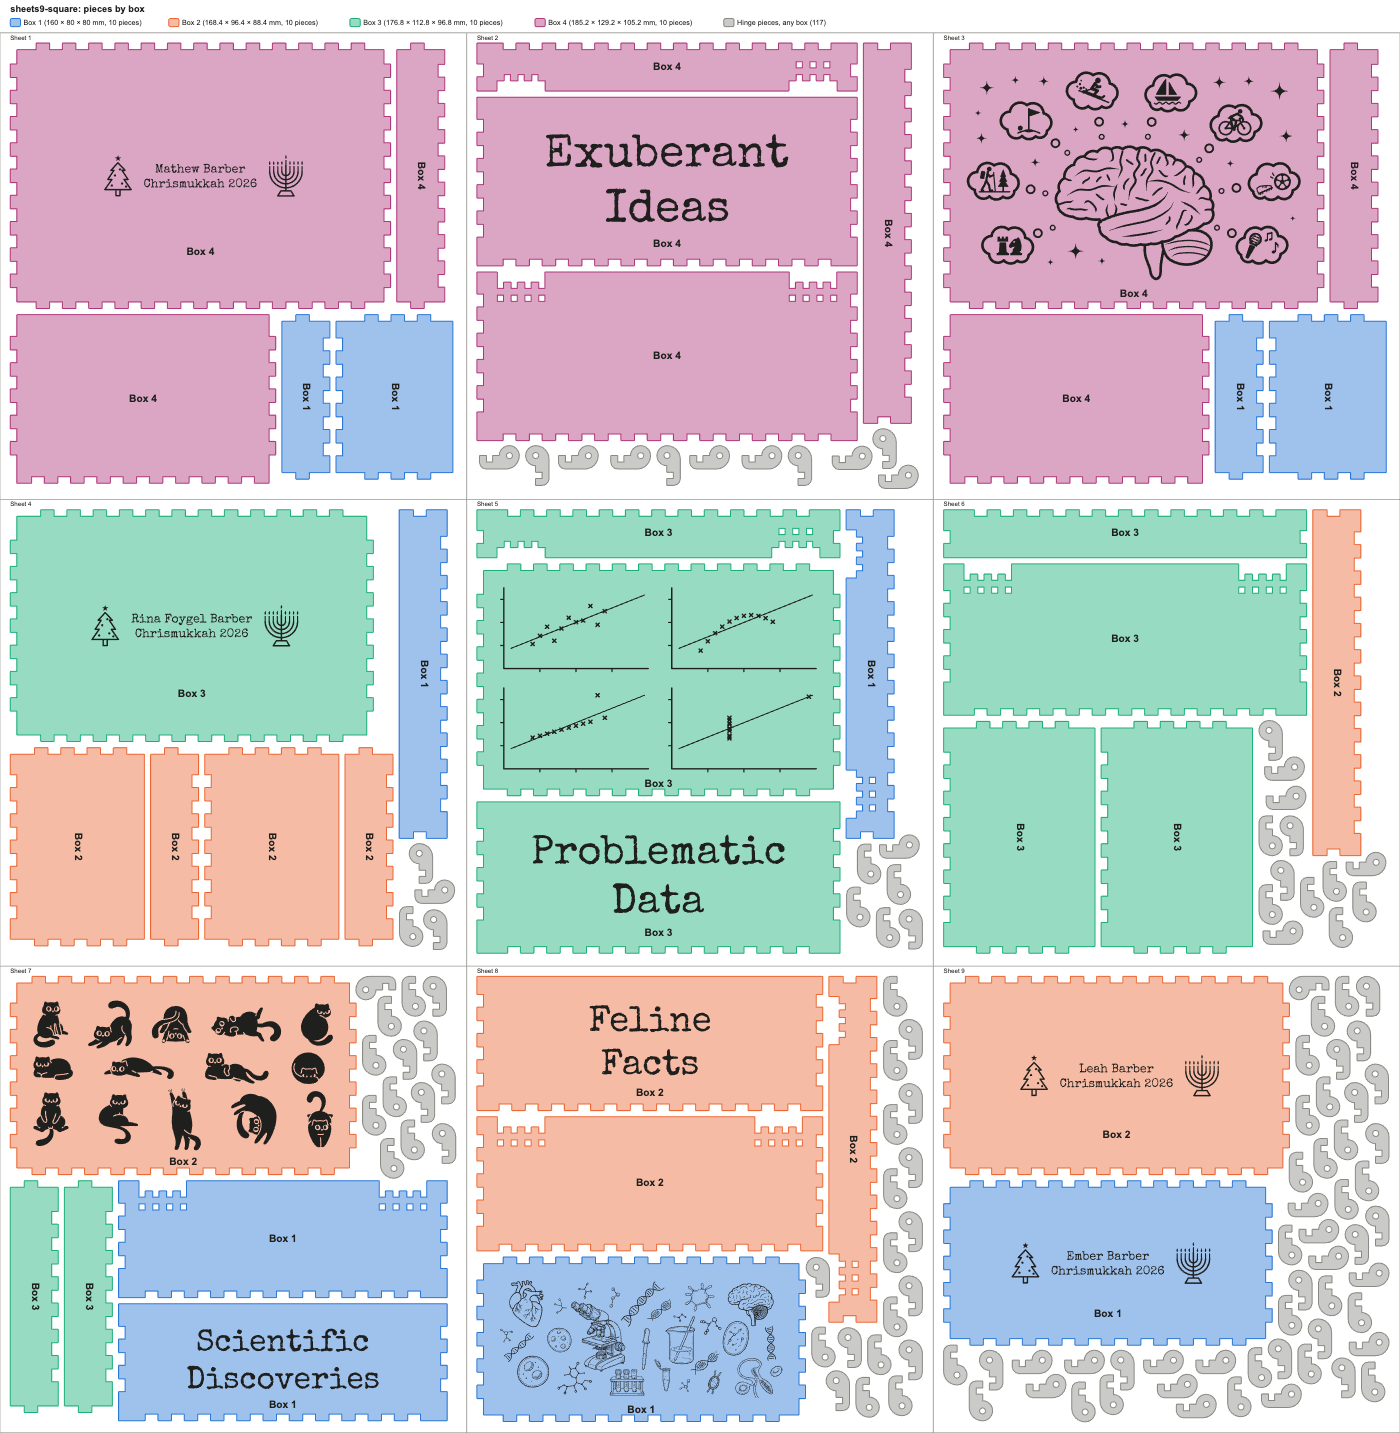 sheets9-square: pieces by box
Box 1 (160 × 80 × 80 mm, 10 pieces)
Box 2 (168.4 × 96.4 × 88.4 mm, 10 pieces)
Box 3 (176.8 × 112.8 × 96.8 mm, 10 pieces)
Box 4 (185.2 × 129.2 × 105.2 mm, 10 pieces)
Hinge pieces, any box (117)
Sheet 1
Mathew Barber
Chrismukkah 2026
Box 4
Box 4
Box 4
Box 1
Box 1
Sheet 2
Box 4
Exuberant
Ideas
Box 4
Box 4
Box 4
Sheet 3
Box 4
Box 4
Box 4
Box 1
Box 1
Sheet 4
Rina Foygel Barber
Chrismukkah 2026
Box 3
Box 1
Box 2
Box 2
Box 2
Box 2
Sheet 5
Box 3
Box 1
Box 3
Problematic
Data
Box 3
Sheet 6
Box 3
Box 3
Box 2
Box 3
Box 3
Sheet 7
Box 2
Box 3
Box 3
Box 1
Scientific
Discoveries
Box 1
Sheet 8
Feline
Facts
Box 2
Box 2
Box 2
Box 1
Sheet 9
Leah Barber
Chrismukkah 2026
Box 2
Ember Barber
Chrismukkah 2026
Box 1